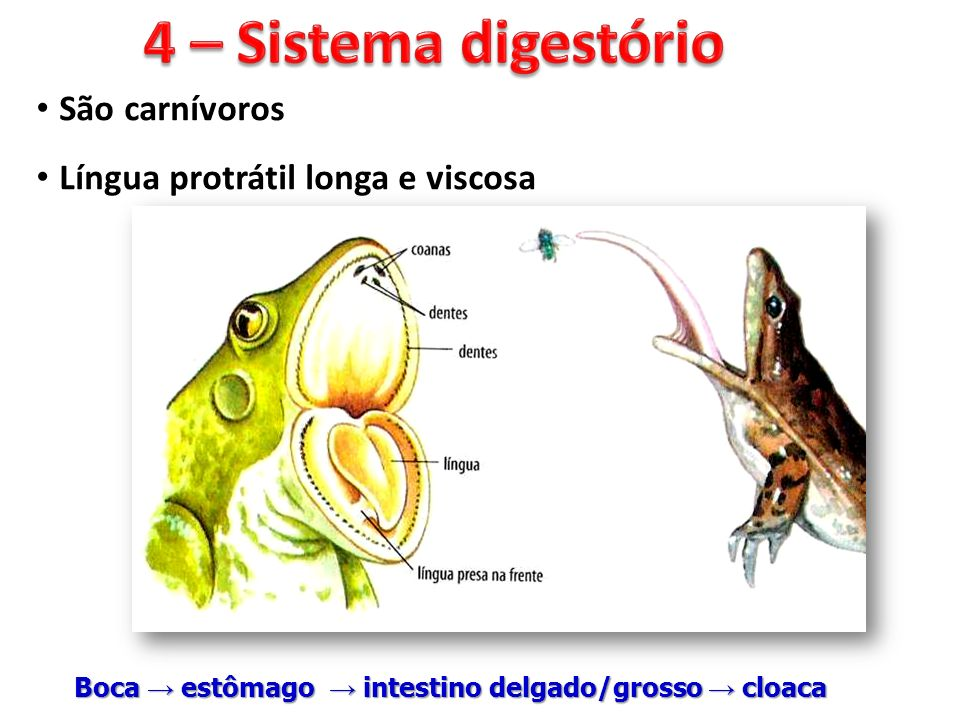 4 – Sistema digestório
• São carnívoros
• Língua protrátil longa e viscosa
coanas
dentes
dentes
língua
língua presa na frente
Boca → estômago → intestino delgado/grosso → cloaca